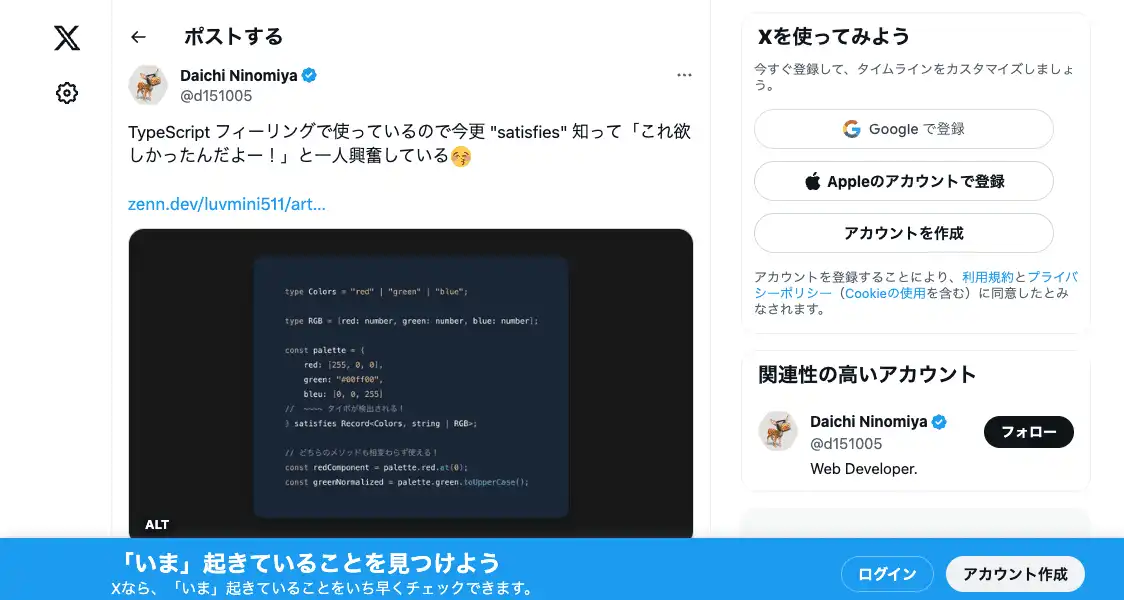 ポストする
Daichi Ninomiya
@d151005
TypeScript フィーリングで使っているので今更 "satisfies" 知って「これ欲
しかったんだよー！」と一人興奮している
zenn.dev/luvmini511/art...
type Colors = "red" | "green" | "blue";
type RGB = [red: number, green: number, blue: number];
const palette = {
red: [255, 0, 0],
green: "#00ff00",
bleu: [0, 0, 255]
// ~~~~ タイポが検出される！
} satisfies Record<Colors, string | RGB>;
// どちらのメソッドも相変わらず使える！
const redComponent = palette.red.at(0);
const greenNormalized = palette.green.toUpperCase();
ALT
Xを使ってみよう
今すぐ登録して、タイムラインをカスタマイズしましょ
う。
Google で登録
Appleのアカウントで登録
アカウントを作成
アカウントを登録することにより、利用規約とプライバ
シーポリシー（Cookieの使用を含む）に同意したとみ
なされます。
関連性の高いアカウント
Daichi Ninomiya
@d151005
フォロー
Web Developer.
「いま」起きていることを見つけよう
Xなら、「いま」起きていることをいち早くチェックできます。
ログイン
アカウント作成